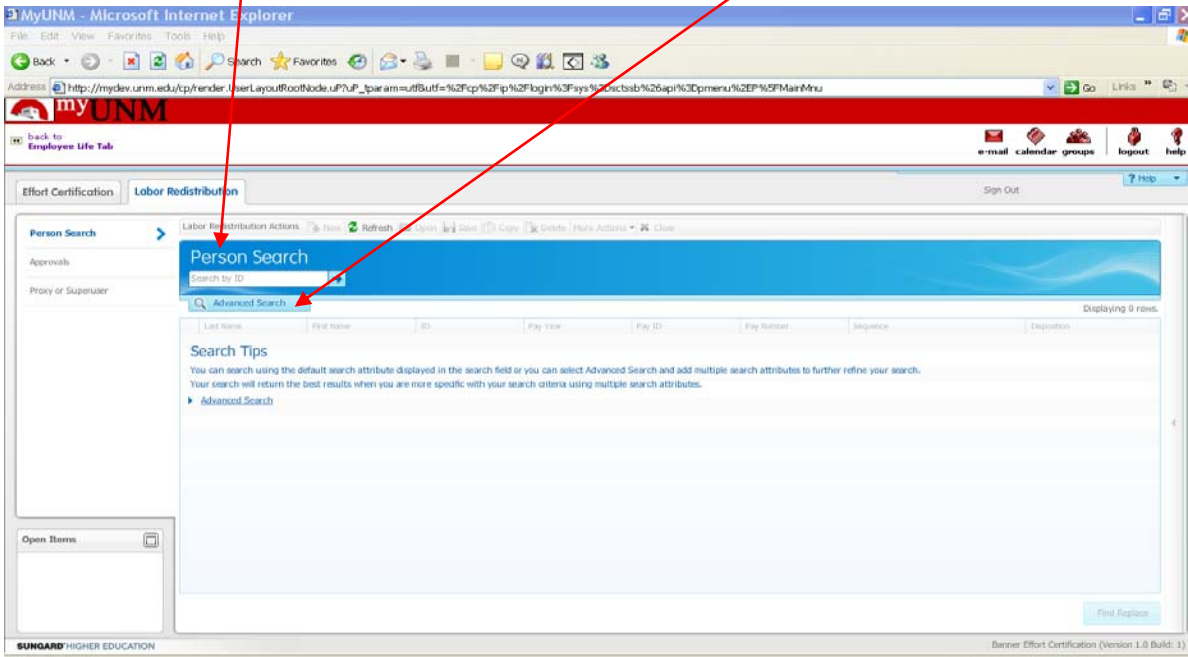 MyUNM - Microsoft Internet Explorer
File Edit View Favorites Tools Help
Back Search Favorites
Address http://mydev.unm.edu/cp/render.UserLayoutRootNode.uP?uP_tparam=utf&utf=%2Fcp%2Fip%2Flogin%3Fsys%3Dsctssb%26api%3Dpmenu%2EP%5FMainMnu Go Links »
myUNM
back to
Employee Life Tab
e-mail calendar groups logout help
Effort Certification Labor Redistribution Sign Out ? Help
Person Search
Approvals
Proxy or Superuser
Labor Redistribution Actions New Refresh Open Save Copy Delete More Actions Close
Person Search
Search by ID
Advanced Search
Displaying 0 rows.
Last Name First Name ID Pay Year Pay ID Pay Number Sequence Disposition
Search Tips
You can search using the default search attribute displayed in the search field or you can select Advanced Search and add multiple search attributes to further refine your search.
Your search will return the best results when you are more specific with your search criteria using multiple search attributes.
Advanced Search
Open Items
Find Replace
SUNGARD' HIGHER EDUCATION Banner Effort Certification (Version 1.0 Build: 1)